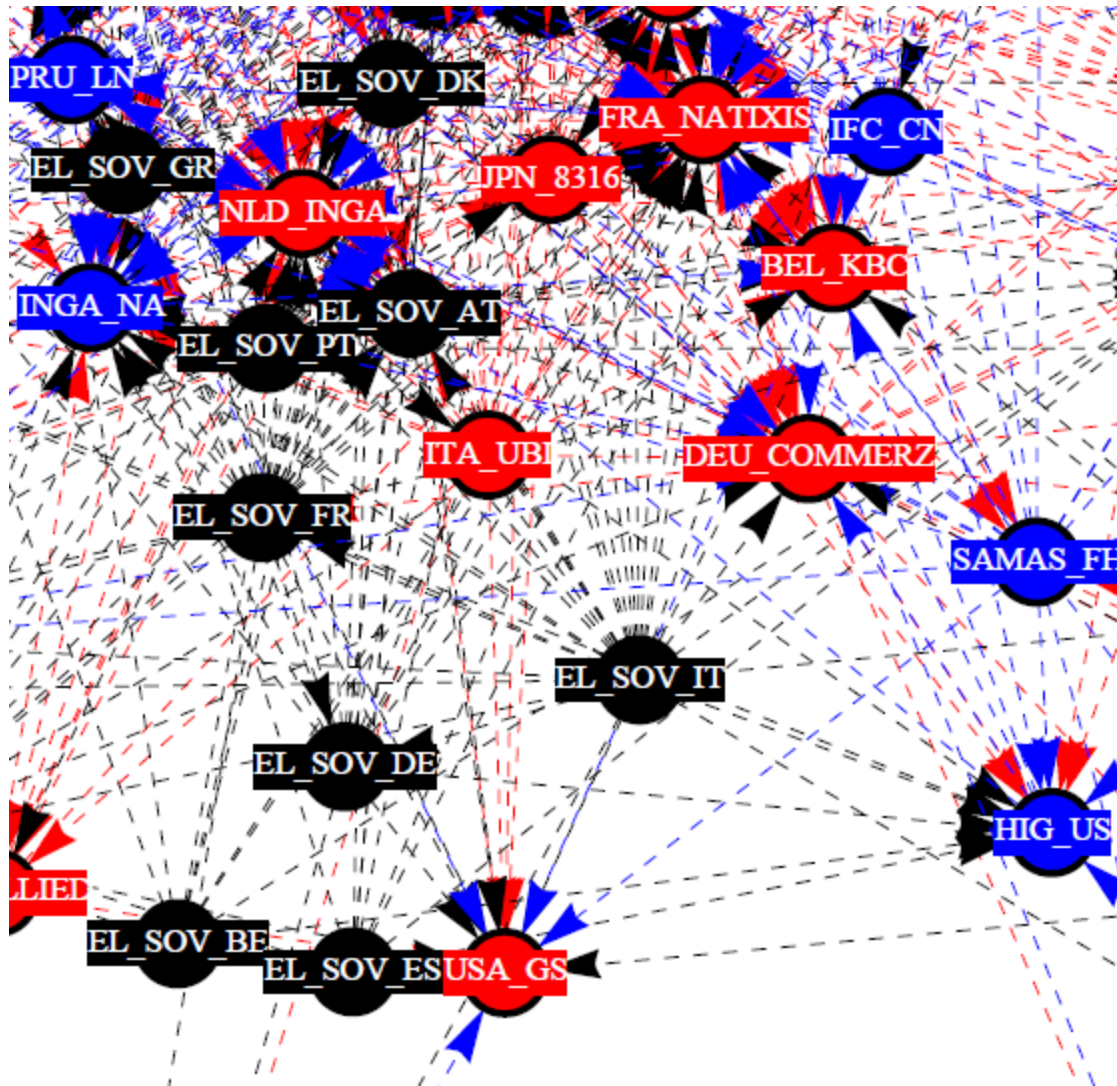 PRU_LN
EL_SOV_DK
FRA_NATIXIS
IFC_CN
EL_SOV_GR
JPN_8316
NLD_INGA
BEL_KBC
INGA_NA
EL_SOV_AT
EL_SOV_PT
ITA_UBI
DEU_COMMERZ
EL_SOV_FR
SAMAS_FH
EL_SOV_IT
EL_SOV_DE
HIG_US
LLIED
EL_SOV_BE
EL_SOV_ES
USA_GS